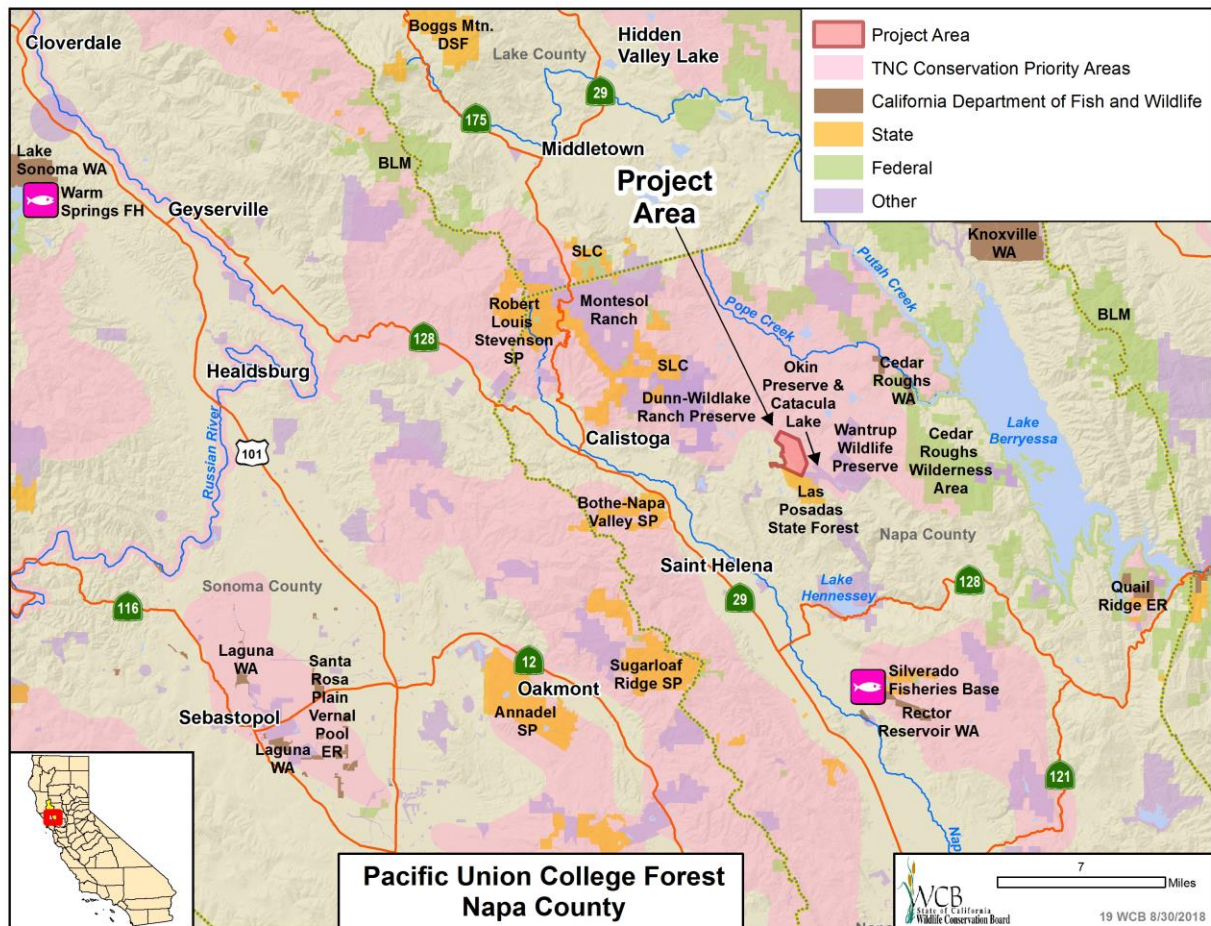 Cloverdale
Boggs Mtn.
DSF
Lake County
Hidden
Valley Lake
29
175
Middletown
BLM
Lake
Sonoma WA
Warm
Springs FH
Geyserville
Project
Area
Project Area
TNC Conservation Priority Areas
California Department of Fish and Wildlife
State
Federal
Other
Knoxville
WA
Putah Creek
Pope Creek
BLM
SLC
Robert
Louis
Stevenson
SP
Montesol
Ranch
128
Healdsburg
SLC
Dunn-Wildlake
Ranch Preserve
Okin
Preserve &
Catacula
Lake
Cedar
Roughs
WA
Wantrup
Wildlife
Preserve
Cedar
Roughs
Wilderness
Area
Lake
Berryessa
Calistoga
101
Russian River
Las
Posadas
State Forest
Bothe-Napa
Valley SP
Napa County
Saint Helena
Sonoma County
116
29
Lake
Hennessey
128
Quail
Ridge ER
Laguna
WA
Santa
Rosa
Plain
Vernal
Pool
ER
12
Oakmont
Sugarloaf
Ridge SP
Silverado
Fisheries Base
Rector
Reservoir WA
Sebastopol
Annadel
SP
Laguna
WA
121
Nap
Pacific Union College Forest
Napa County
WCB
State of California
Wildlife Conservation Board
7
Miles
19 WCB 8/30/2018